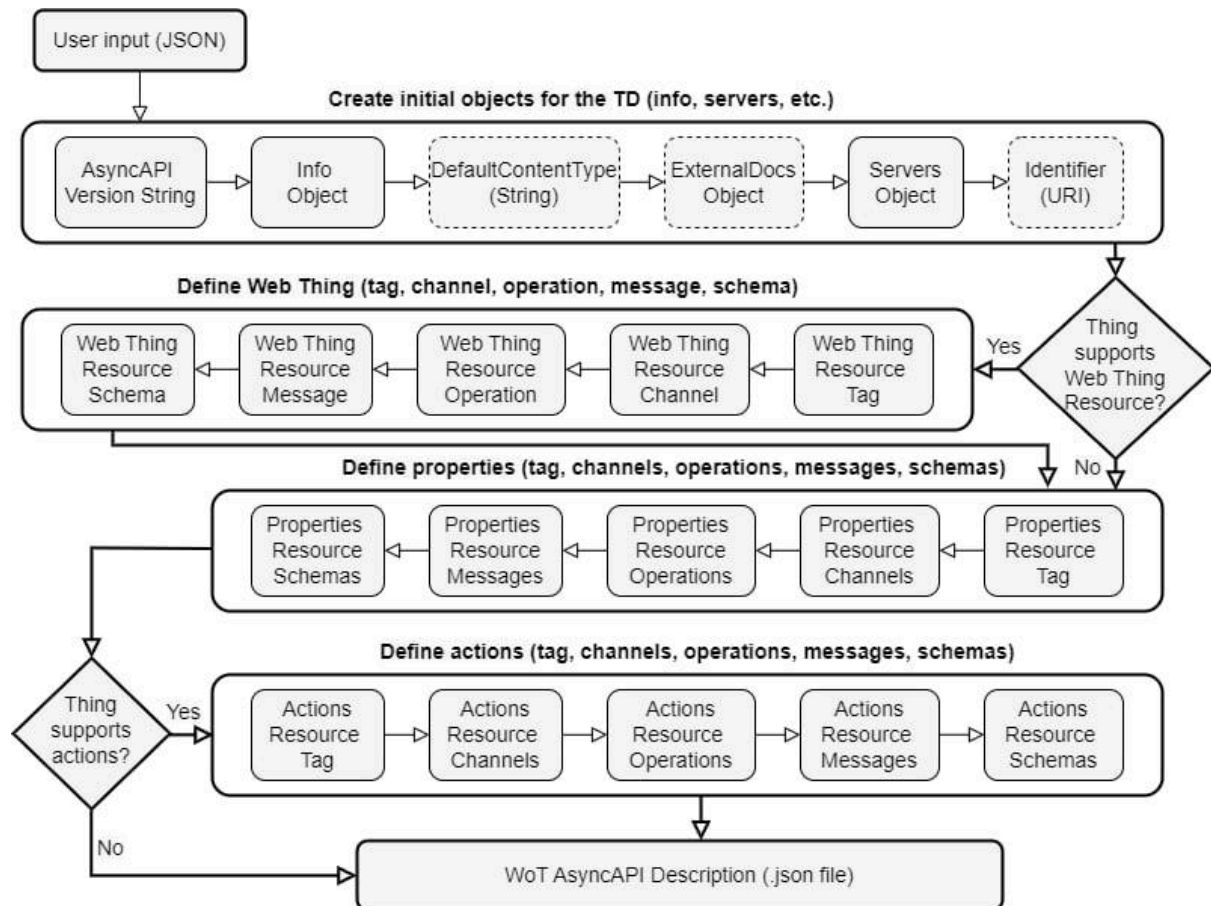 User input (JSON)
Create initial objects for the TD (info, servers, etc.)
AsyncAPI
Version String
Info
Object
DefaultContentType
(String)
ExternalDocs
Object
Servers
Object
Identifier
(URI)
Define Web Thing (tag, channel, operation, message, schema)
Thing
supports
Web Thing
Resource?
Yes
No
Web Thing
Resource
Schema
Web Thing
Resource
Message
Web Thing
Resource
Operation
Web Thing
Resource
Channel
Web Thing
Resource
Tag
Define properties (tag, channels, operations, messages, schemas)
Properties
Resource
Schemas
Properties
Resource
Messages
Properties
Resource
Operations
Properties
Resource
Channels
Properties
Resource
Tag
Define actions (tag, channels, operations, messages, schemas)
Thing
supports
actions?
Yes
No
Actions
Resource
Tag
Actions
Resource
Channels
Actions
Resource
Operations
Actions
Resource
Messages
Actions
Resource
Schemas
WoT AsyncAPI Description (.json file)